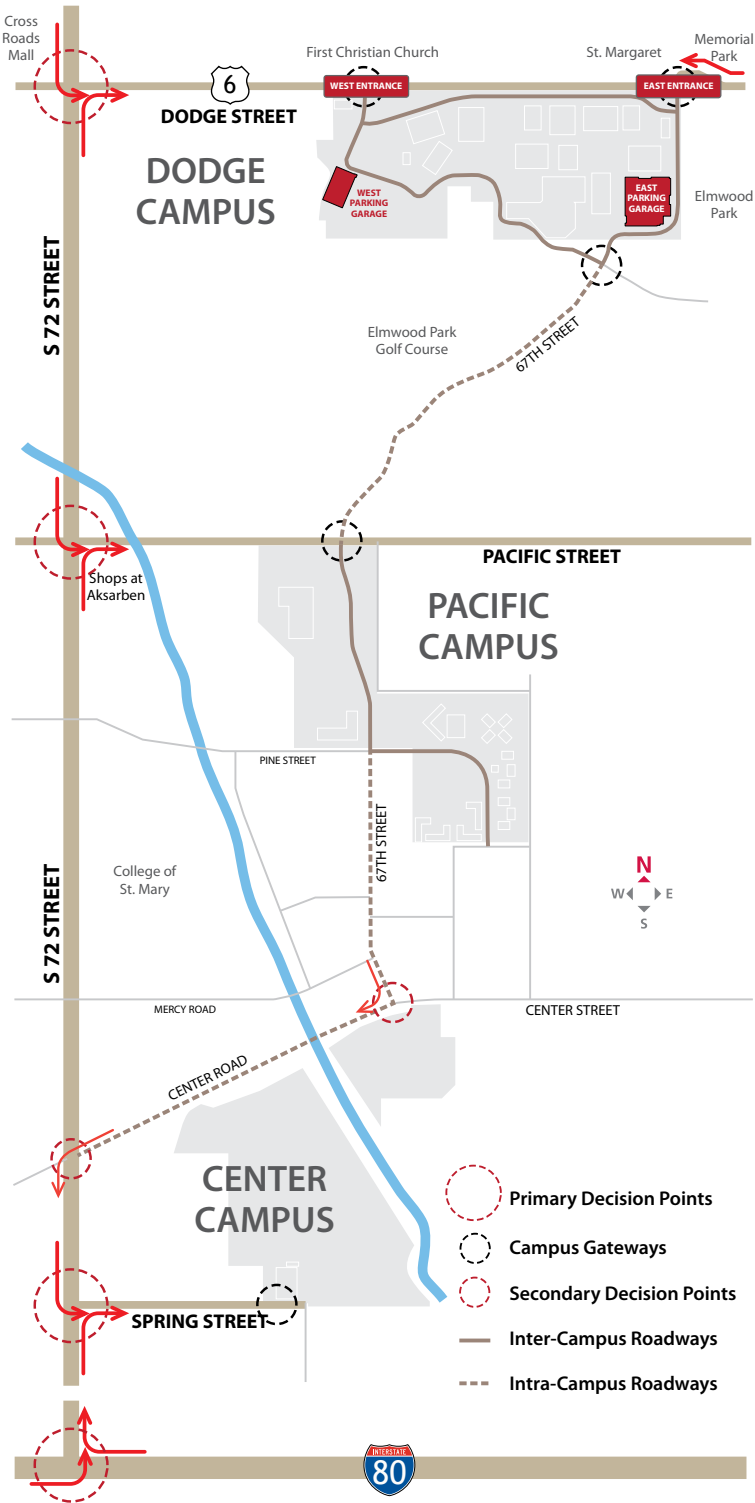 Cross
Roads
Mall
First Christian Church
St. Margaret
Memorial
Park
6
WEST ENTRANCE
EAST ENTRANCE
DODGE STREET
DODGE
CAMPUS
WEST
PARKING
GARAGE
EAST
PARKING
GARAGE
Elmwood
Park
S 72 STREET
Elmwood Park
Golf Course
67TH STREET
PACIFIC STREET
Shops at
Aksarben
PACIFIC
CAMPUS
PINE STREET
67TH STREET
College of
St. Mary
S 72 STREET
N
W
E
S
MERCY ROAD
CENTER STREET
CENTER ROAD
CENTER
CAMPUS
Primary Decision Points
Campus Gateways
Secondary Decision Points
SPRING STREET
Inter-Campus Roadways
Intra-Campus Roadways
INTERSTATE
80